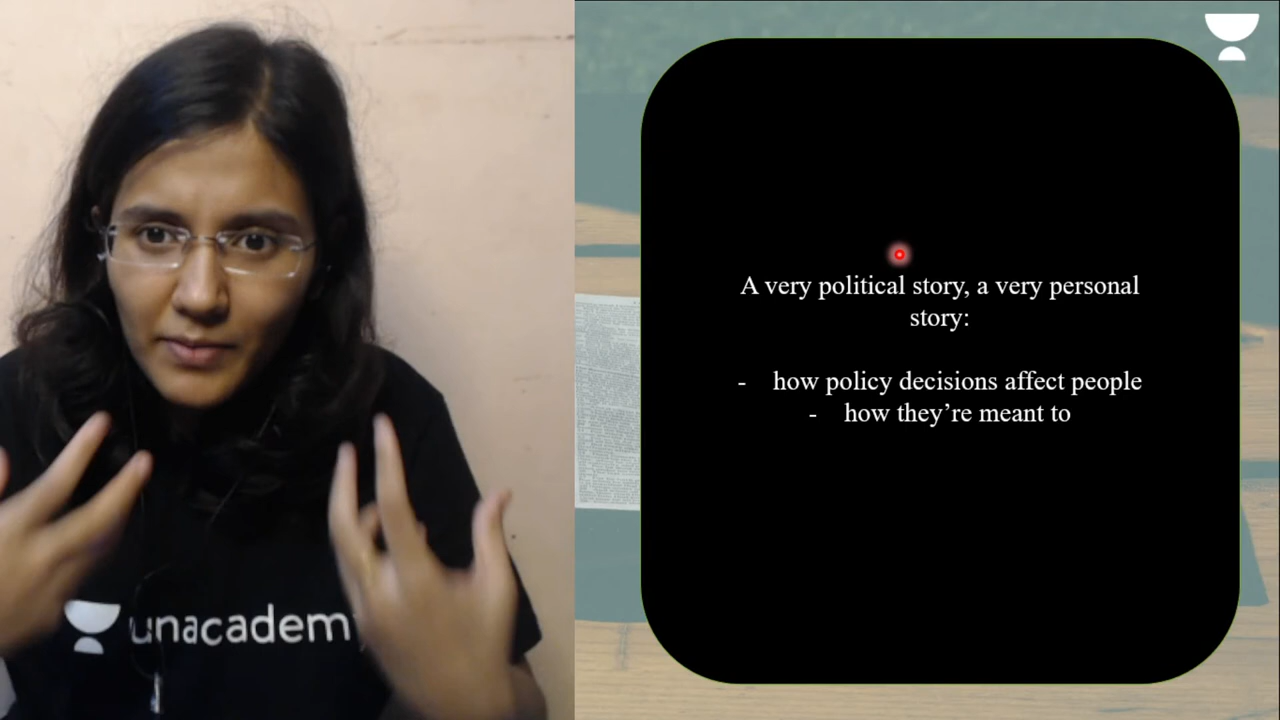 A very political story, a very personal
story:
- how policy decisions affect people
- how they're meant to
unacadem